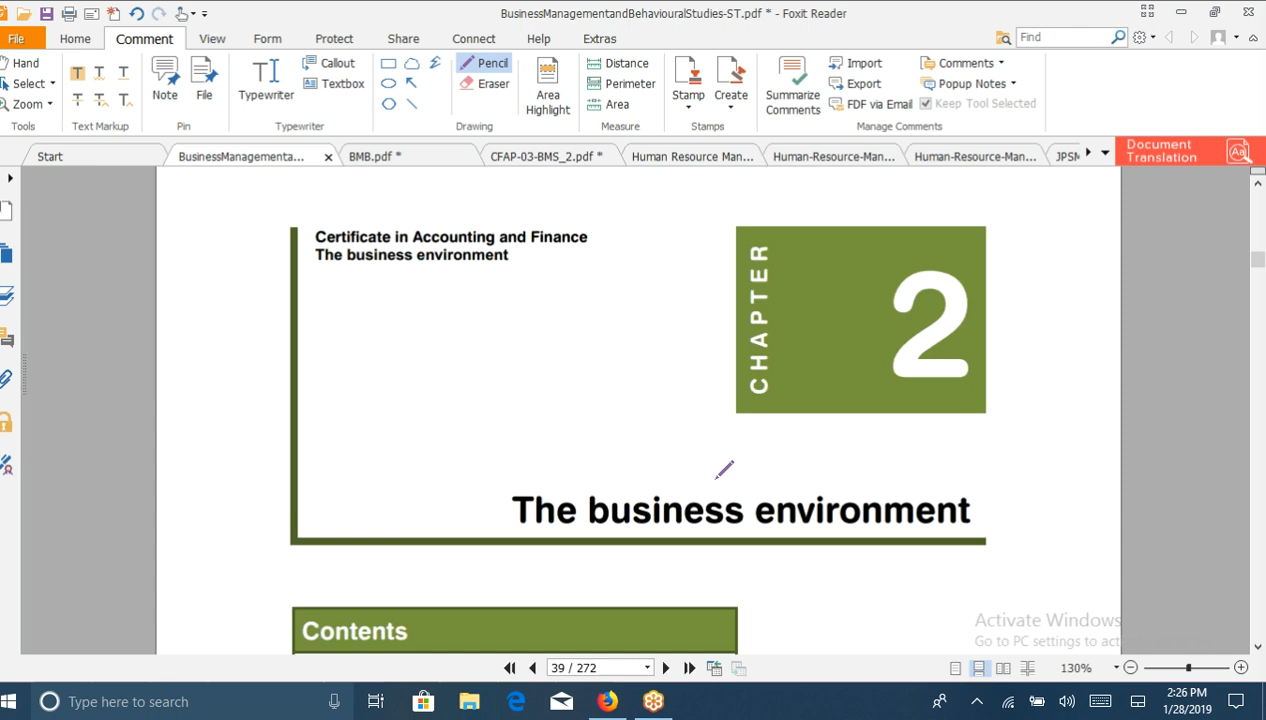 BusinessManagementandBehaviouralStudies-ST.pdf * - Foxit Reader
File Home Comment View Form Protect Share Connect Help Extras
Find
Hand
Select
Zoom
Tools
Text Markup
Note
File
Pin
Typewriter
Callout
Textbox
Typewriter
Pencil
Eraser
Area
Highlight
Drawing
Distance
Perimeter
Area
Measure
Stamp
Create
Stamps
Summarize
Comments
Import
Export
FDF via Email
Comments
Popup Notes
Keep Tool Selected
Manage Comments
Start
BusinessManagementa...
BMB.pdf *
CFAP-03-BMS_2.pdf *
Human Resource Man...
Human-Resource-Man...
Human-Resource-Man...
JPSM
Document
Translation
Certificate in Accounting and Finance
The business environment
CHAPTER
2
The business environment
Contents
Activate Windows
Go to PC settings to act
39 / 272
130%
Type here to search
2:26 PM
1/28/2019